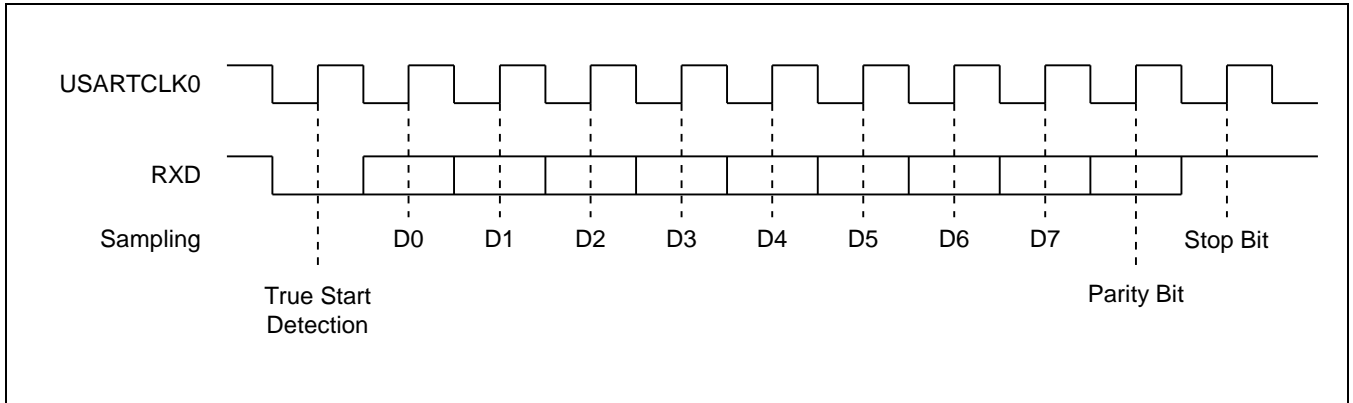 USARTCLK0
RXD
Sampling D0 D1 D2 D3 D4 D5 D6 D7 Stop Bit
True Start
Detection
Parity Bit